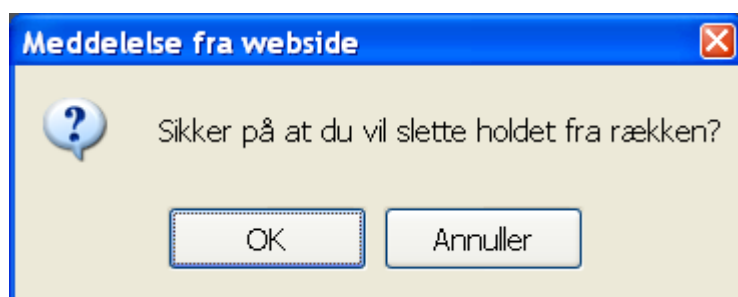 Meddelelse fra webside
Sikker på at du vil slette holdet fra rækken?
OK
Annuller